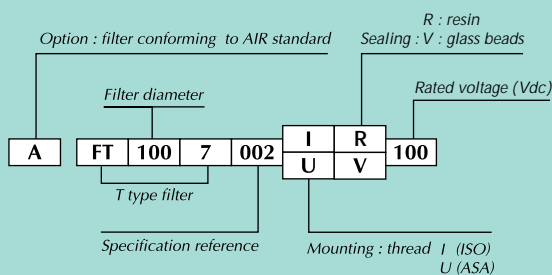 R : resin
Option : filter conforming to AIR standard
Sealing : V : glass beads
Filter diameter
Rated voltage (Vdc)
A FT 100 7 002 I R 100
U V
T type filter
Specification reference
Mounting : thread I (ISO)
U (ASA)